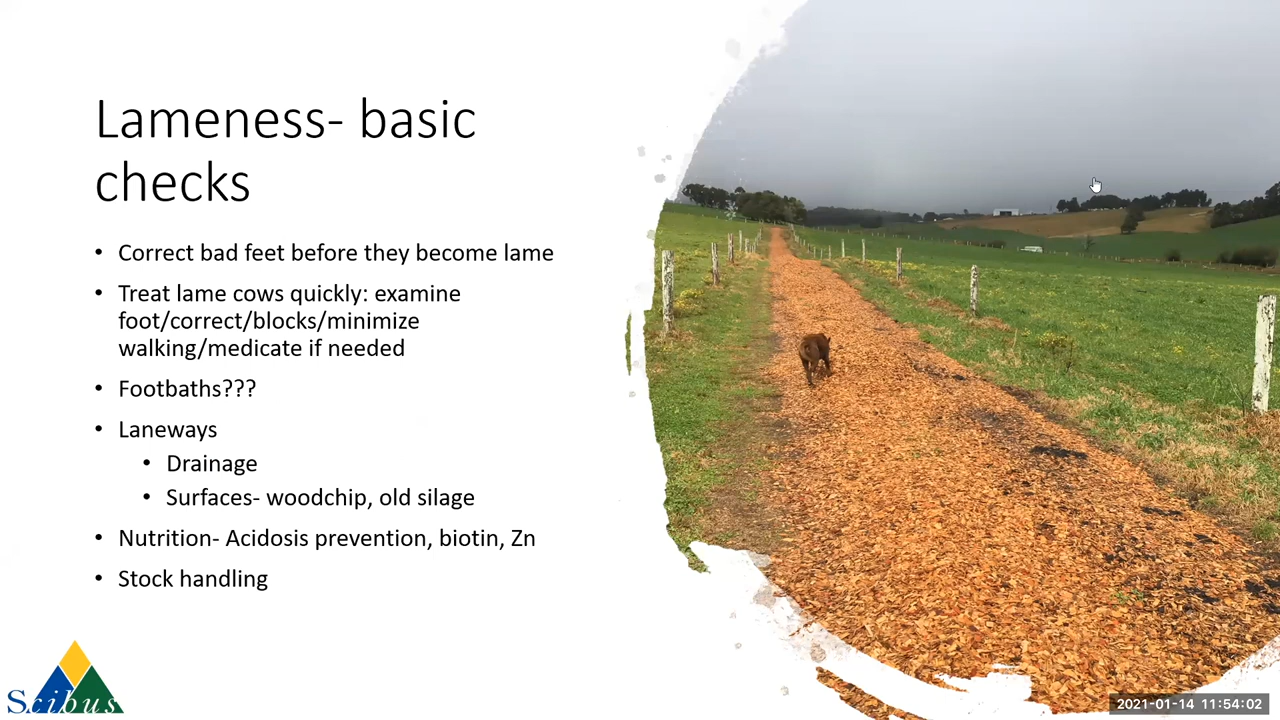 Lameness- basic
checks
• Correct bad feet before they become lame
• Treat lame cows quickly: examine
foot/correct/blocks/minimize
walking/medicate if needed
• Footbaths???
• Laneways
• Drainage
• Surfaces- woodchip, old silage
• Nutrition- Acidosis prevention, biotin, Zn
• Stock handling
Scibus
2021-01-14 11:54:02